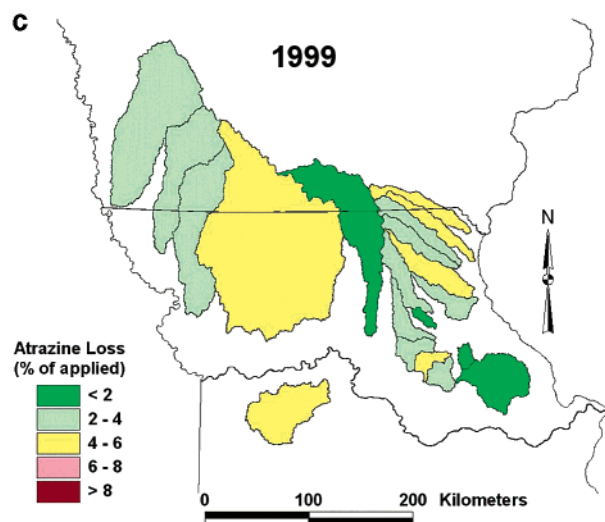 c
1999
N
Atrazine Loss
(% of applied)
< 2
2 - 4
4 - 6
6 - 8
> 8
0 100 200 Kilometers